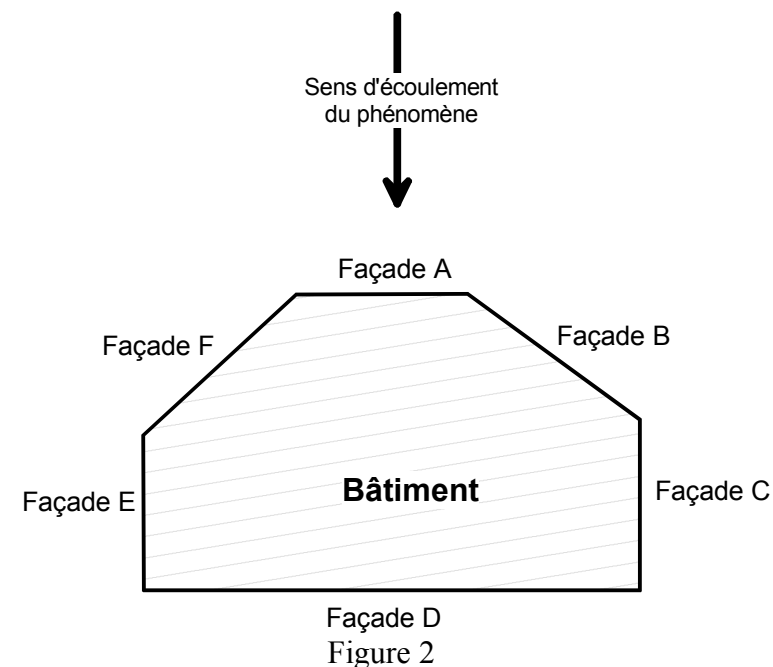 Sens d'écoulement
du phénomène
Façade A
Façade B
Façade F
Bâtiment
Façade C
Façade E
Façade D
Figure 2